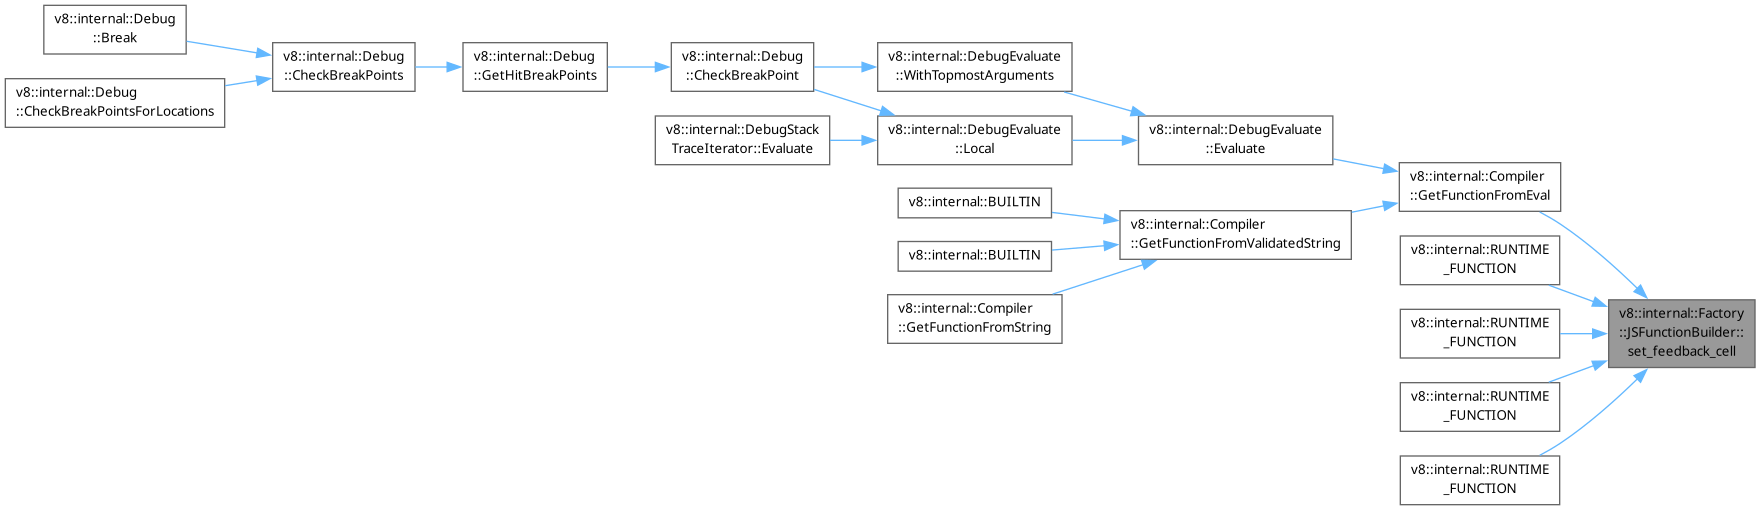 v8::internal::Debug
::Break
v8::internal::Debug
::CheckBreakPointsForLocations
v8::internal::Debug
::CheckBreakPoints
v8::internal::Debug
::GetHitBreakPoints
v8::internal::Debug
::CheckBreakPoint
v8::internal::DebugStack
TraceIterator::Evaluate
v8::internal::DebugEvaluate
::WithTopmostArguments
v8::internal::DebugEvaluate
::Local
v8::internal::BUILTIN
v8::internal::BUILTIN
v8::internal::Compiler
::GetFunctionFromString
v8::internal::DebugEvaluate
::Evaluate
v8::internal::Compiler
::GetFunctionFromValidatedString
v8::internal::Compiler
::GetFunctionFromEval
v8::internal::RUNTIME
_FUNCTION
v8::internal::RUNTIME
_FUNCTION
v8::internal::RUNTIME
_FUNCTION
v8::internal::RUNTIME
_FUNCTION
v8::internal::Factory
::JSFunctionBuilder::
set_feedback_cell